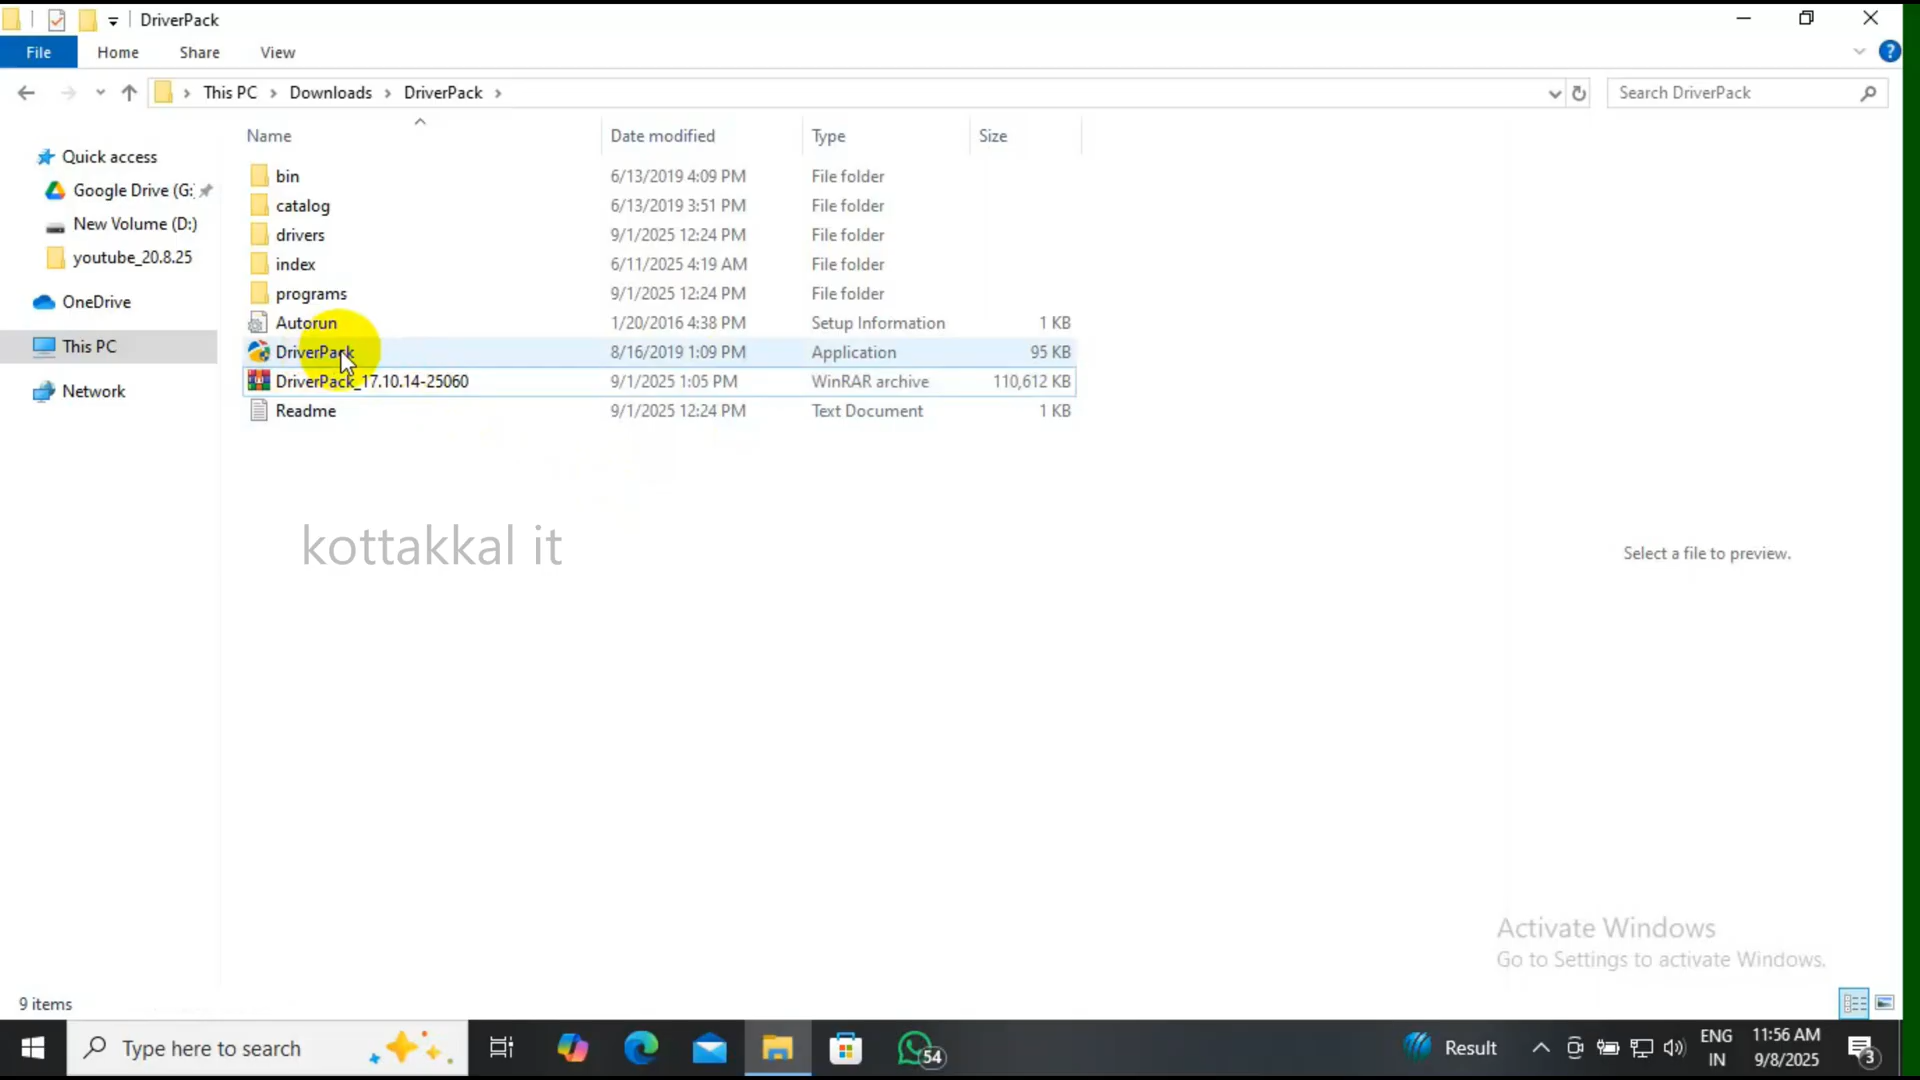 DriverPack
File Home Share View
This PC Downloads DriverPack
Search DriverPack
Name Date modified Type Size
Quick access
Google Drive (G:
New Volume (D:)
youtube_20.8.25
OneDrive
This PC
Network
bin 6/13/2019 4:09 PM File folder
catalog 6/13/2019 3:51 PM File folder
drivers 9/1/2025 12:24 PM File folder
index 6/11/2025 4:19 AM File folder
programs 9/1/2025 12:24 PM File folder
Autorun 1/20/2016 4:38 PM Setup Information 1 KB
DriverPack 8/16/2019 1:09 PM Application 95 KB
DriverPack_17.10.14-25060 9/1/2025 1:05 PM WinRAR archive 110,612 KB
Readme 9/1/2025 12:24 PM Text Document 1 KB
kottakkal it
Select a file to preview.
Activate Windows
Go to Settings to activate Windows.
9 items
Type here to search
54
Result
ENG
IN
11:56 AM
9/8/2025
3